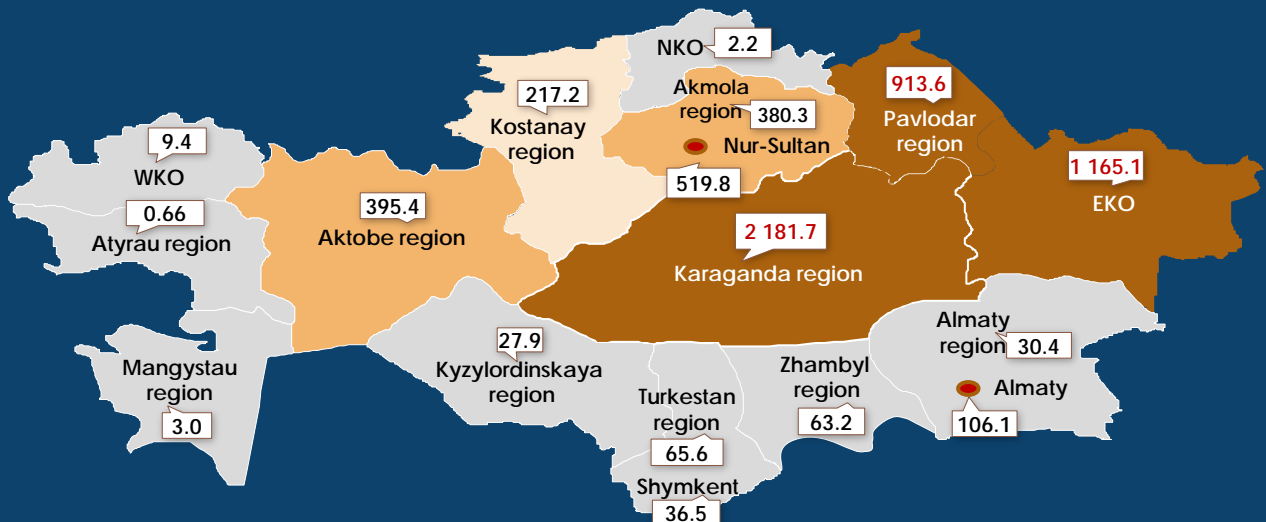 NKO
2.2
217.2
Kostanay
region
Akmola
region
380.3
Nur-Sultan
519.8
913.6
Pavlodar
region
1 165.1
EKO
9.4
WKO
0.66
Atyrau region
395.4
Aktobe region
2 181.7
Karaganda region
Mangystau
region
3.0
27.9
Kyzylordinskaya
region
Turkestan
region
65.6
Shymkent
36.5
Zhambyl
region
63.2
Almaty
region
30.4
Almaty
106.1